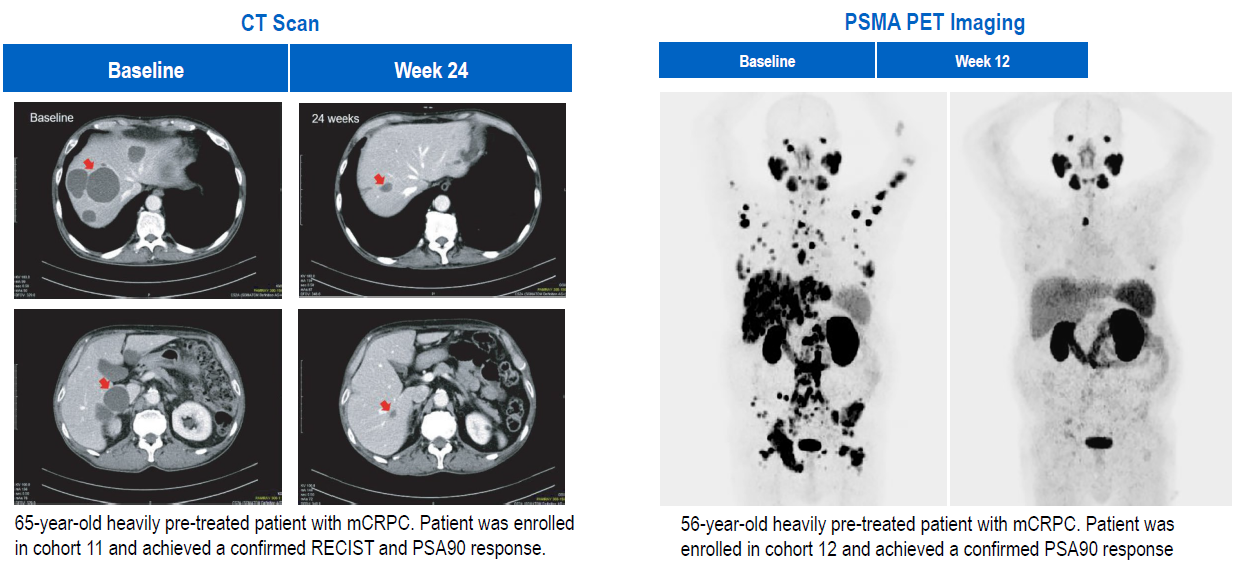 CT Scan
Baseline
Week 24
Baseline
24 weeks
65-year-old heavily pre-treated patient with mCRPC. Patient was enrolled
in cohort 11 and achieved a confirmed RECIST and PSA90 response.
PSMA PET Imaging
Baseline
Week 12
56-year-old heavily pre-treated patient with mCRPC. Patient was
enrolled in cohort 12 and achieved a confirmed PSA90 response